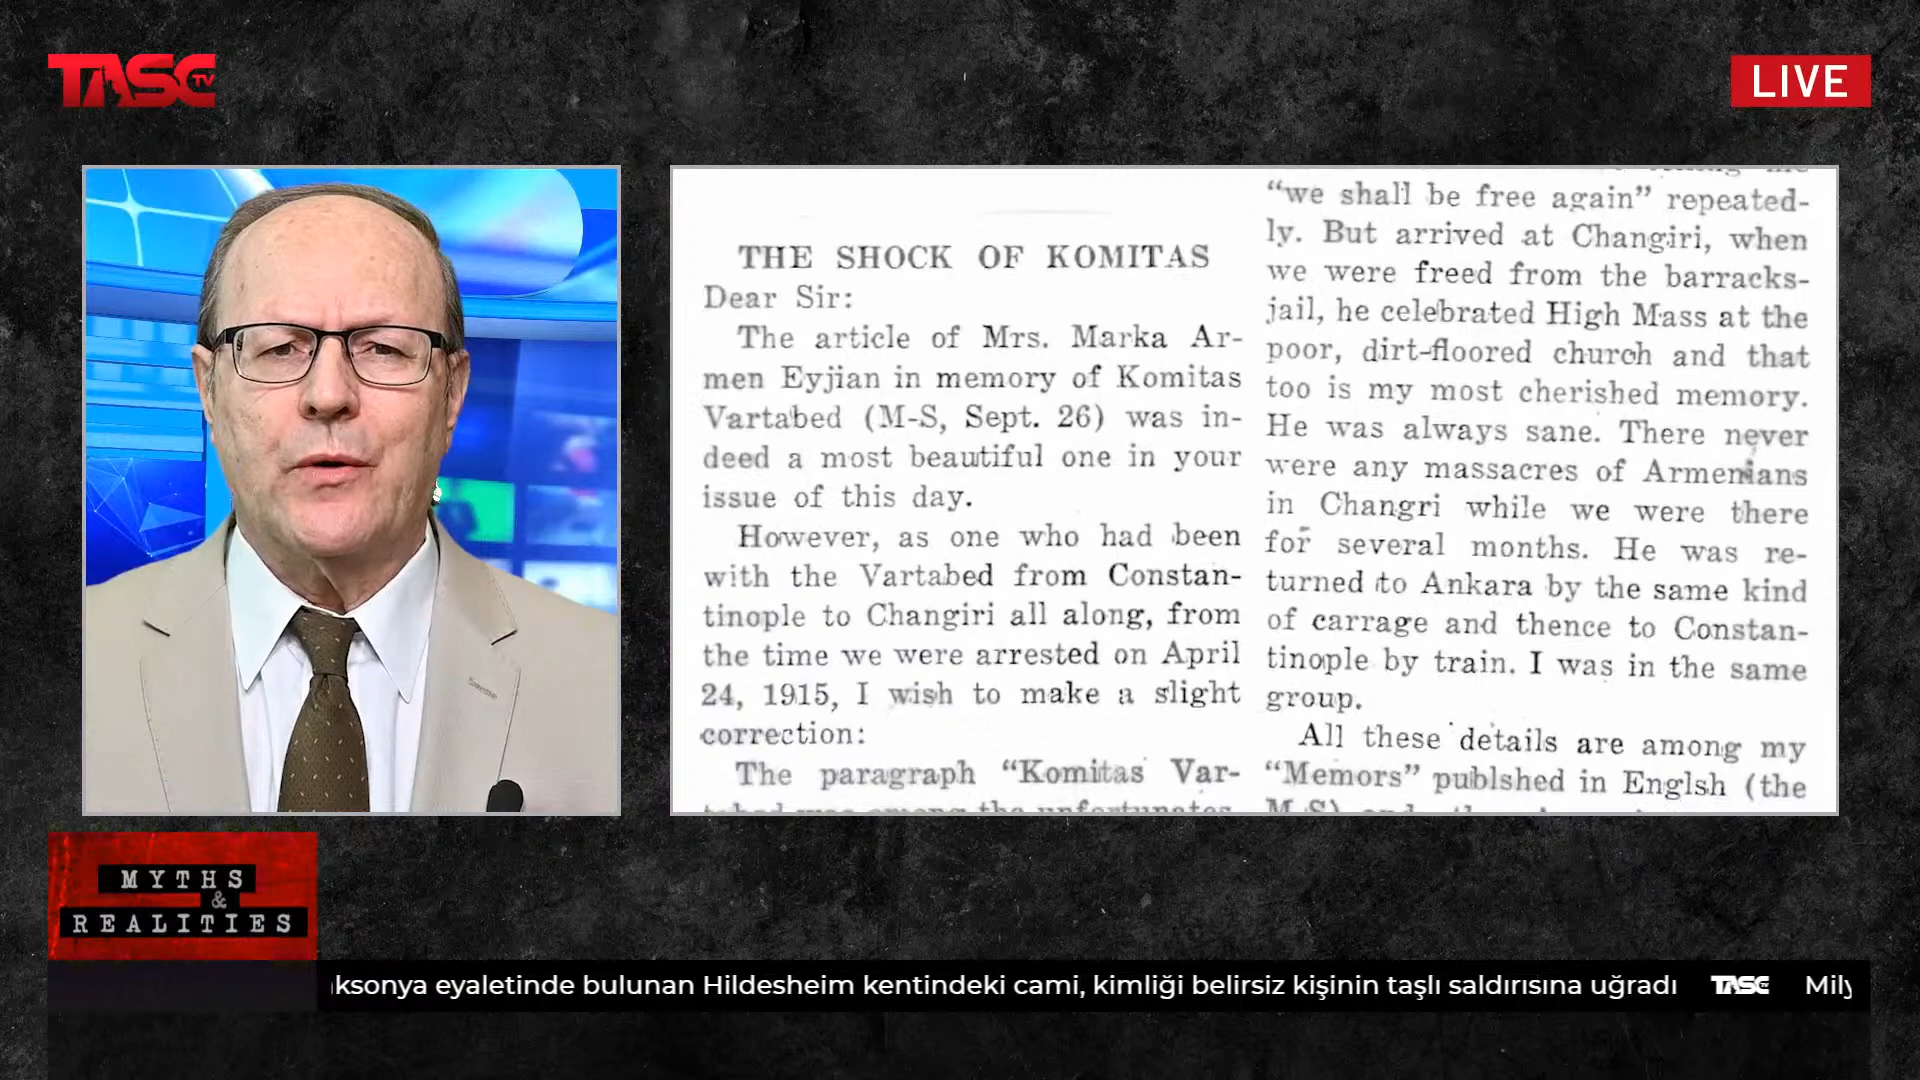 TASC TV
LIVE
THE SHOCK OF KOMITAS
Dear Sir:
The article of Mrs. Marka Ar-
men Eyjian in memory of Komitas
Vartabed (M-S, Sept. 26) was in-
deed a most beautiful one in your
issue of this day.
However, as one who had been
with the Vartabed from Constan-
tinople to Changiri all along, from
the time we were arrested on April
24, 1915, I wish to make a slight
correction:
The paragraph “Komitas Var-
“we shall be free again” repeated-
ly. But arrived at Changiri, when
we were freed from the barracks-
jail, he celebrated High Mass at the
poor, dirt-floored church and that
too is my most cherished memory.
He was always sane. There never
were any massacres of Armenians
in Changri while we were there
for several months. He was re-
turned to Ankara by the same kind
of carrage and thence to Constan-
tinople by train. I was in the same
group.
All these details are among my
“Memors” publshed in Englsh (the
MYTHS
&
REALITIES
ksonya eyaletinde bulunan Hildesheim kentindeki cami, kimliği belirsiz kişinin taşlı saldırısına uğradı TASC Mily